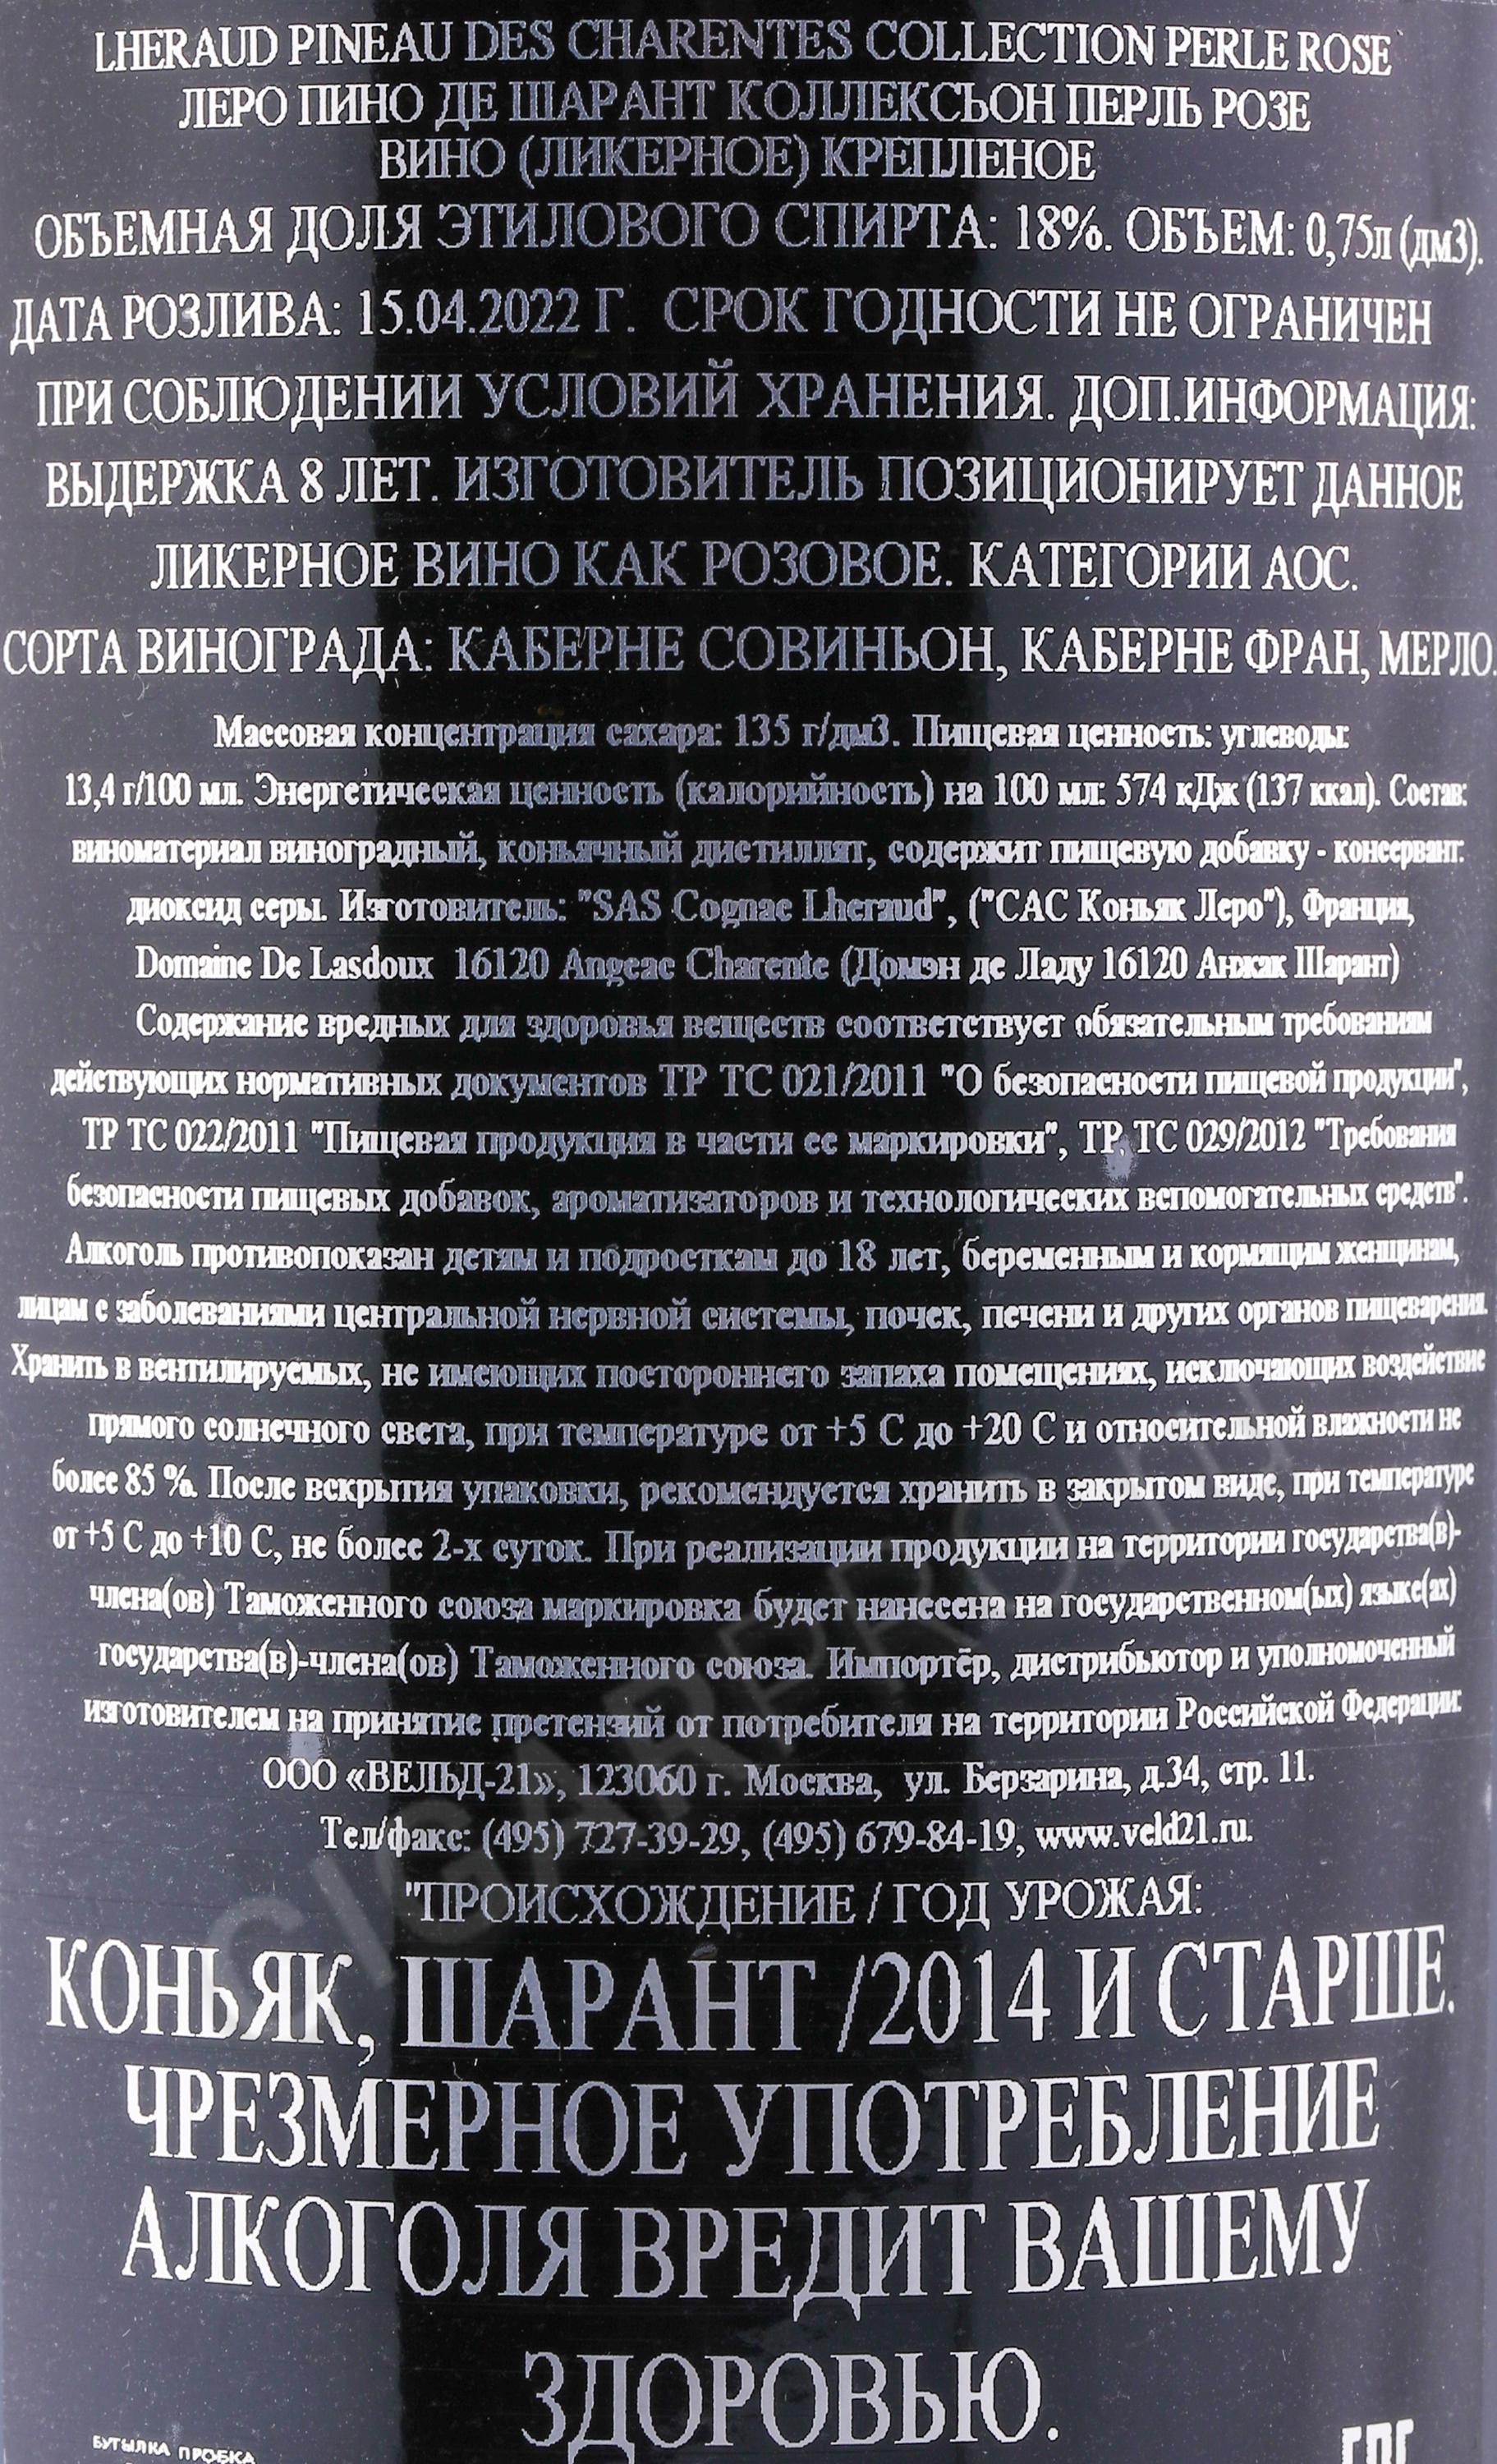 LHERAUD PINEAU DES CHARENTES COLLECTION PERLE ROSE
ЛЕРО ПИНО ДЕ ШАРАНТ КОЛЛЕКСЬОН ПЕРЛЬ РОЗЕ
ВИНО (ЛИКЕРНОЕ) КРЕПЛЕНОЕ
ОБЪЕМНАЯ ДОЛЯ ЭТИЛОВОГО СПИРТА: 18%. ОБЪЕМ: 0,75л (дм3).
ДАТА РОЗЛИВА: 15.04.2022 Г. СРОК ГОДНОСТИ НЕ ОГРАНИЧЕН
ПРИ СОБЛЮДЕНИИ УСЛОВИЙ ХРАНЕНИЯ. ДОП.ИНФОРМАЦИЯ:
ВЫДЕРЖКА 8 ЛЕТ. ИЗГОТОВИТЕЛЬ ПОЗИЦИОНИРУЕТ ДАННОЕ
ЛИКЕРНОЕ ВИНО КАК РОЗОВОЕ. КАТЕГОРИИ АОС.
СОРТА ВИНОГРАДА: КАБЕРНЕ СОВИНЬОН, КАБЕРНЕ ФРАН, МЕРЛО.
Массовая концентрация сахара: 135 г/дм3. Пищевая ценность: углеводы:
13,4 г/100 мл. Энергетическая ценность (калорийность) на 100 мл: 574 кДж (137 ккал). Состав:
виноматериал виноградный, коньячный дистиллят, содержит пищевую добавку - консервант:
диоксид серы. Изготовитель: "SAS Cognac Lheraud", ("САС Коньяк Леро"), Франция,
Domaine De Lasdoux 16120 Angeac Charente (Домэн де Ладу 16120 Анжак Шарант)
Содержание вредных для здоровья веществ соответствует обязательным требованиям
действующих нормативных документов ТР ТС 021/2011 "О безопасности пищевой продукции",
ТР ТС 022/2011 "Пищевая продукция в части ее маркировки", ТР ТС 029/2012 "Требования
безопасности пищевых добавок, ароматизаторов и технологических вспомогательных средств".
Алкоголь противопоказан детям и подросткам до 18 лет, беременным и кормящим женщинам,
лицам с заболеваниями центральной нервной системы, почек, печени и других органов пищеварения.
Хранить в вентилируемых, не имеющих постороннего запаха помещениях, исключающих воздействие
прямого солнечного света, при температуре от +5 С до +20 С и относительной влажности не
более 85 %. После вскрытия упаковки, рекомендуется хранить в закрытом виде, при температуре
от +5 С до +10 С, не более 2-х суток. При реализации продукции на территории государства(в)-
члена(ов) Таможенного союза маркировка будет нанесена на государственном(ых) языке(ах)
государства(в)-члена(ов) Таможенного союза. Импортёр, дистрибьютор и уполномоченный
изготовителем на принятие претензий от потребителя на территории Российской Федерации:
ООО «ВЕЛЬД-21», 123060 г. Москва, ул. Берзарина, д.34, стр. 11.
Тел/факс: (495) 727-39-29, (495) 679-84-19, www.veld21.ru.
"ПРОИСХОЖДЕНИЕ / ГОД УРОЖАЯ:
КОНЬЯК, ШАРАНТ /2014 И СТАРШЕ.
ЧРЕЗМЕРНОЕ УПОТРЕБЛЕНИЕ
АЛКОГОЛЯ ВРЕДИТ ВАШЕМУ
ЗДОРОВЬЮ.
БУТЫЛКА ПРОБКА
CIGARPRO.ru